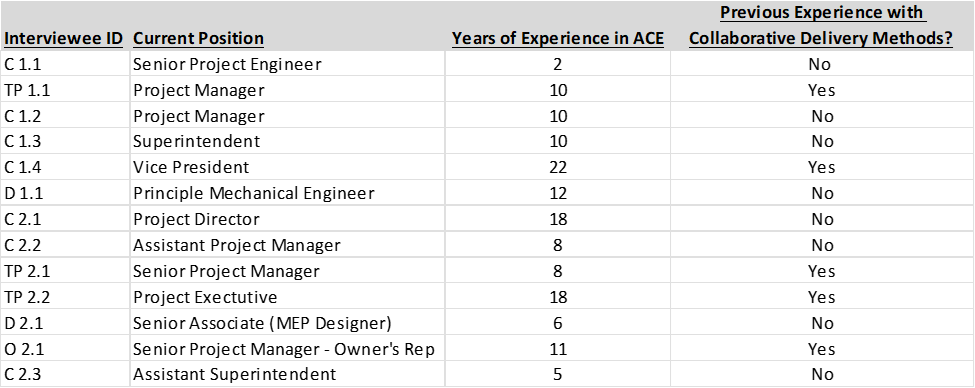 Previous Experience with
Interviewee ID Current Position Years of Experience in ACE Collaborative Delivery Methods?
C 1.1 Senior Project Engineer 2 No
TP 1.1 Project Manager 10 Yes
C 1.2 Project Manager 10 No
C 1.3 Superintendent 10 No
C 1.4 Vice President 22 Yes
D 1.1 Principle Mechanical Engineer 12 No
C 2.1 Project Director 18 No
C 2.2 Assistant Project Manager 8 No
TP 2.1 Senior Project Manager 8 Yes
TP 2.2 Project Exectutive 18 Yes
D 2.1 Senior Associate (MEP Designer) 6 No
O 2.1 Senior Project Manager - Owner's Rep 11 Yes
C 2.3 Assistant Superintendent 5 No